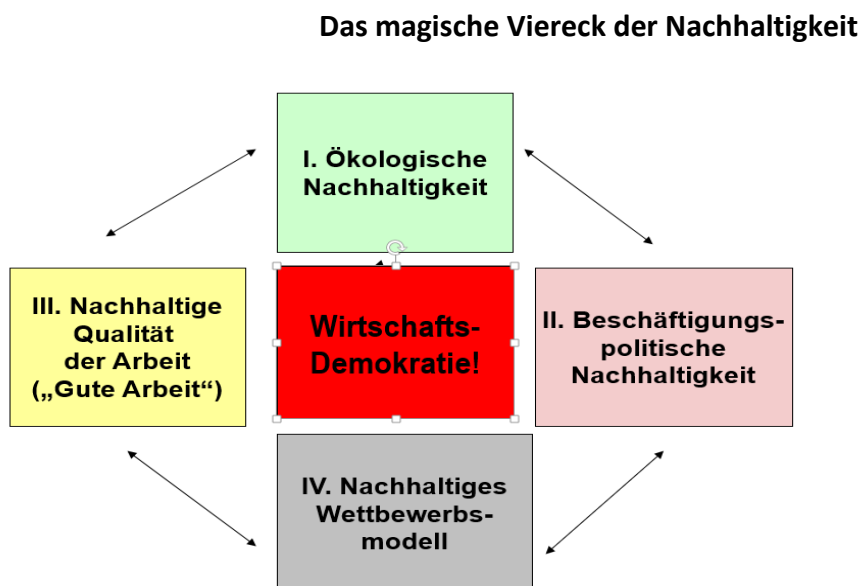 Das magische Viereck der Nachhaltigkeit
I. Ökologische
Nachhaltigkeit
III. Nachhaltige
Qualität
der Arbeit
(„Gute Arbeit“)
Wirtschafts-
Demokratie!
II. Beschäftigungs-
politische
Nachhaltigkeit
IV. Nachhaltiges
Wettbewerbs-
modell